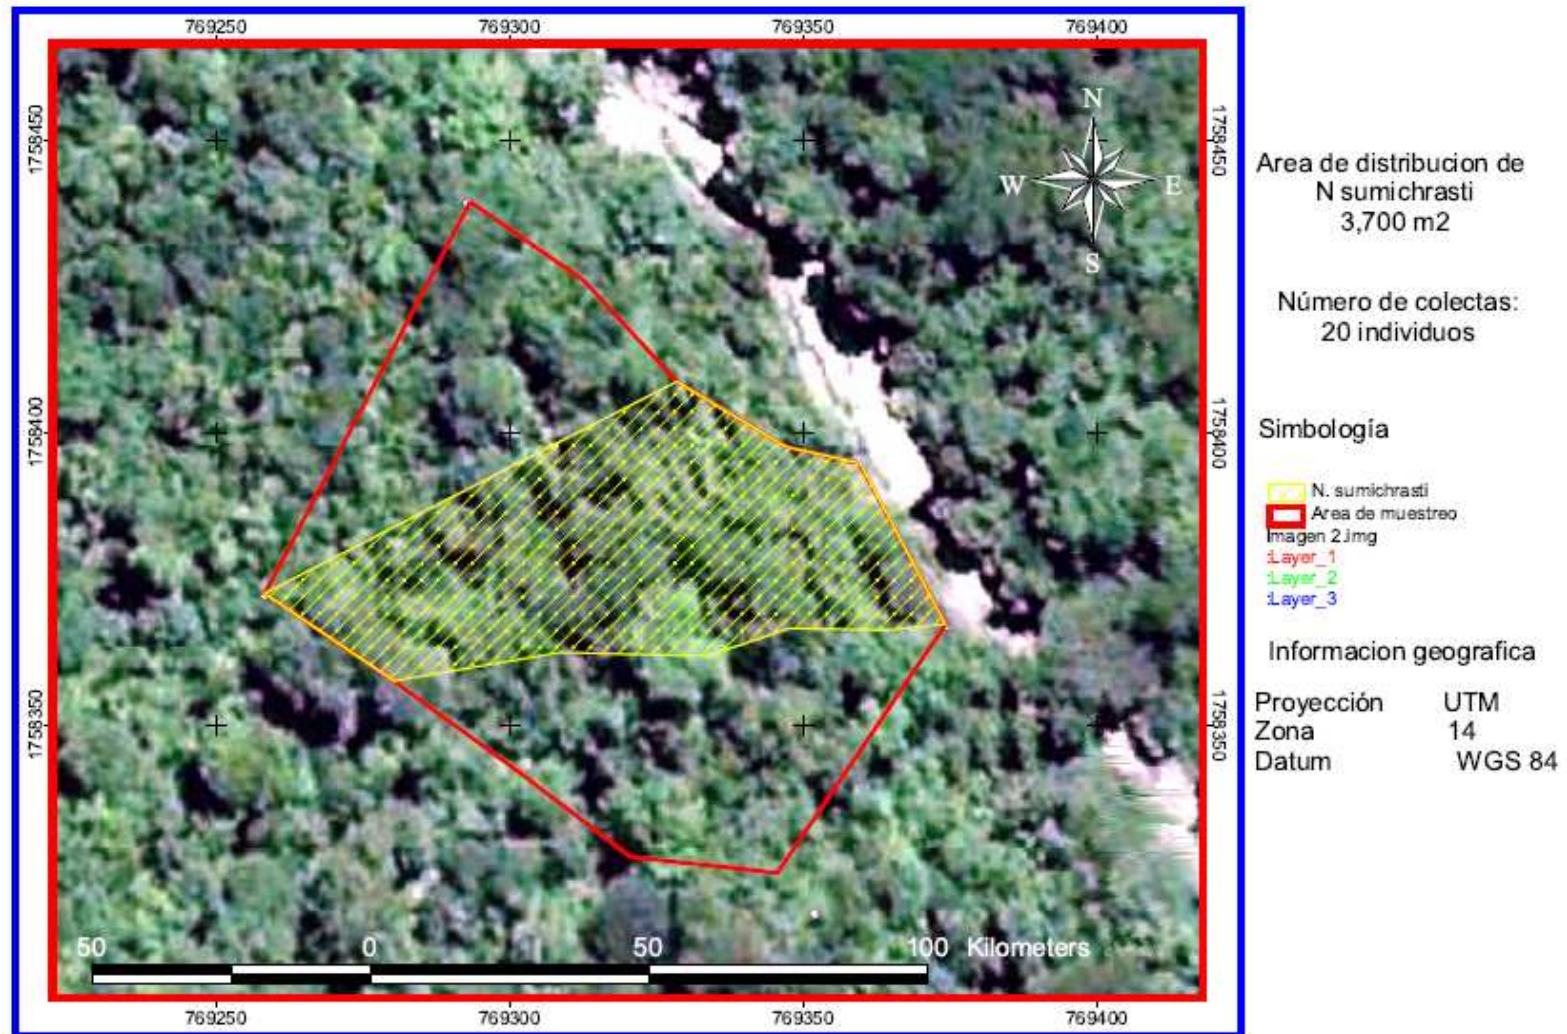 769250 769300 769350 769400
1758450 1758450
1758400 1758400
1758350 1758350
N
W E
S
50 0 50 100 Kilometers
769250 769300 769350 769400
Area de distribucion de
N sumichrasti
3,700 m2
Número de colectas:
20 individuos
Simbología
N. sumichrasti
Area de muestreo
Imagen 2.img
:Layer_1
:Layer_2
:Layer_3
Informacion geografica
Proyección UTM
Zona 14
Datum WGS 84